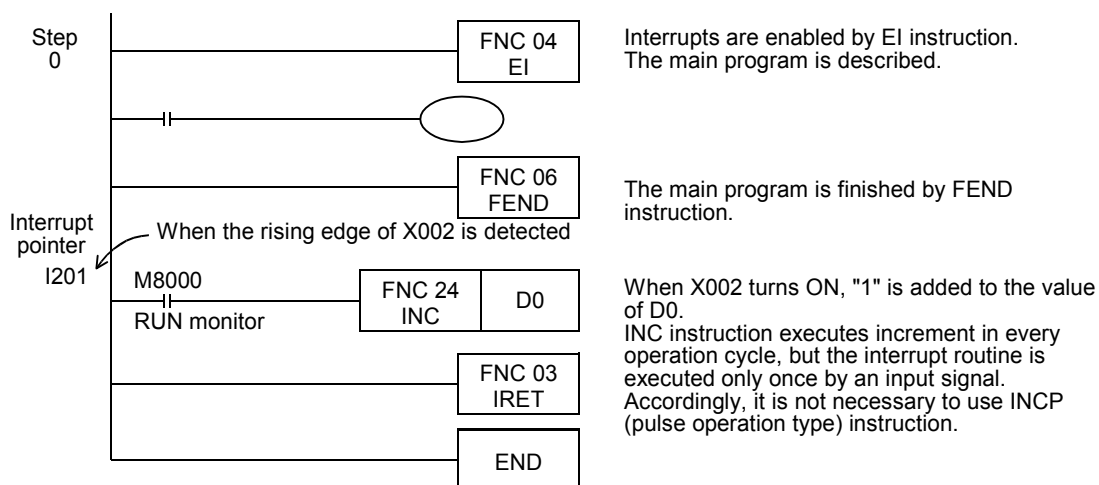 Step
0
FNC 04
EI
Interrupts are enabled by EI instruction.
The main program is described.
FNC 06
FEND
The main program is finished by FEND
instruction.
Interrupt
pointer
I201
When the rising edge of X002 is detected
M8000
RUN monitor
FNC 24
INC
D0
When X002 turns ON, "1" is added to the value
of D0.
INC instruction executes increment in every
operation cycle, but the interrupt routine is
executed only once by an input signal.
Accordingly, it is not necessary to use INCP
(pulse operation type) instruction.
FNC 03
IRET
END